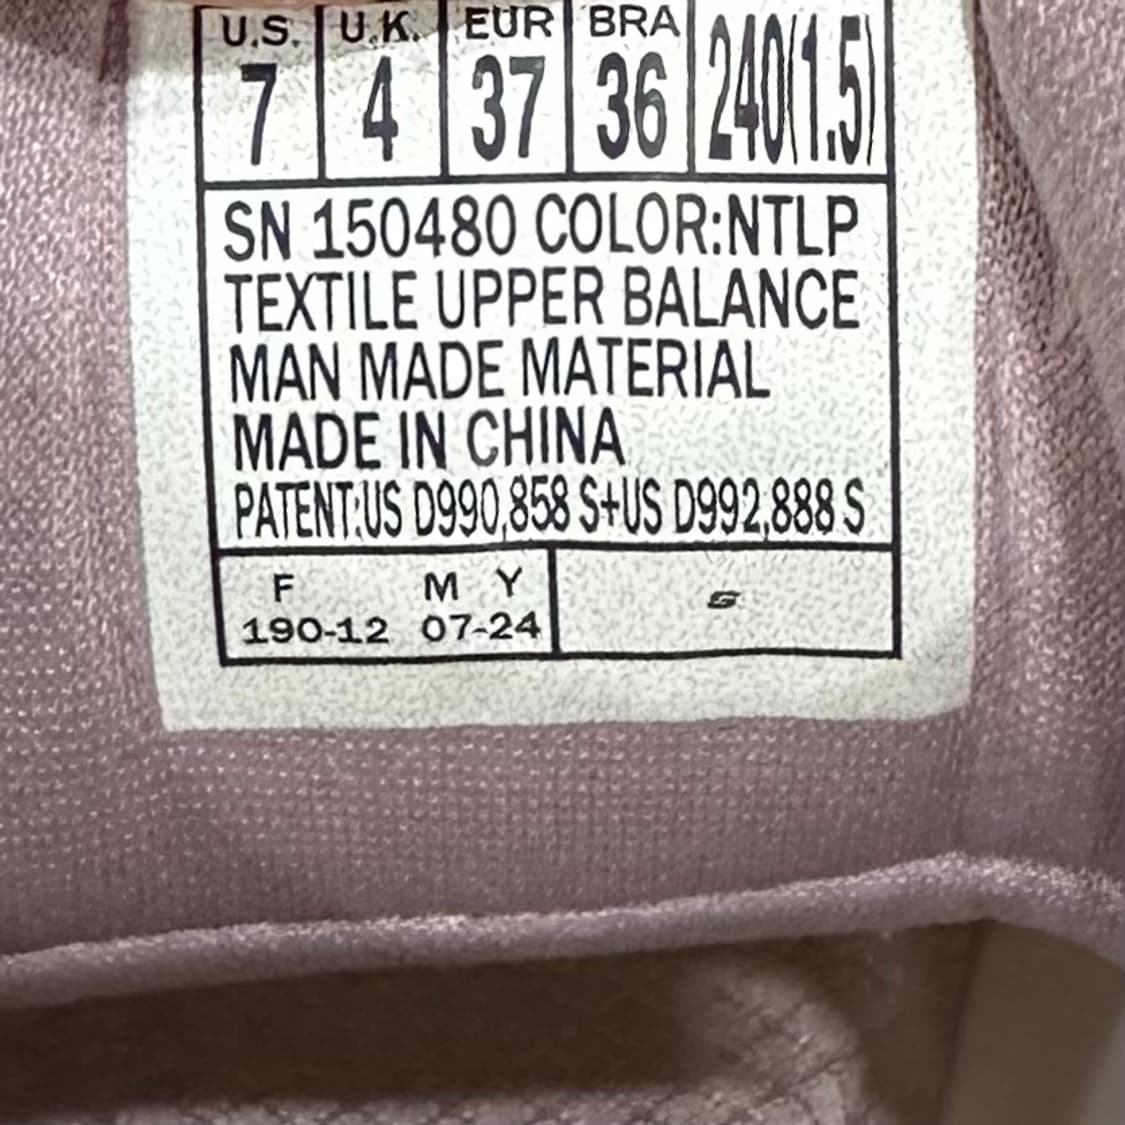 U.S. U.K. EUR BRA
7 4 37 36 240(1.5)
SN 150480 COLOR:NTLP
TEXTILE UPPER BALANCE
MAN MADE MATERIAL
MADE IN CHINA
PATENT:US D990,858 S+US D992,888 S
F M Y
190-12 07-24